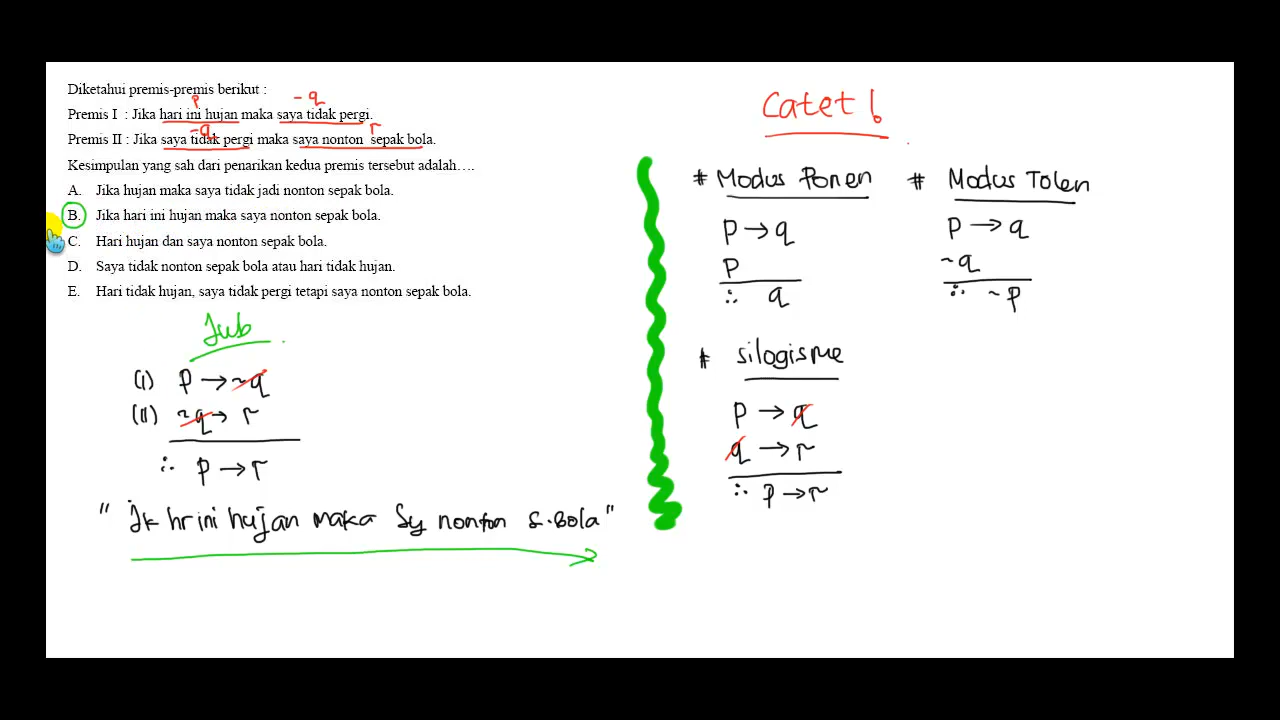 Diketahui premis-premis berikut :
p
~q
Premis I : Jika hari ini hujan maka saya tidak pergi.
~q
r
Premis II : Jika saya tidak pergi maka saya nonton sepak bola.
Kesimpulan yang sah dari penarikan kedua premis tersebut adalah….
A. Jika hujan maka saya tidak jadi nonton sepak bola.
B. Jika hari ini hujan maka saya nonton sepak bola.
C. Hari hujan dan saya nonton sepak bola.
D. Saya tidak nonton sepak bola atau hari tidak hujan.
E. Hari tidak hujan, saya tidak pergi tetapi saya nonton sepak bola.
Jwb
(I) p → ~q
(II) ~q → r
∴ p → r
" Jk hr ini hujan maka Sy nonton S.Bola "
Catet !
# Modus Ponen
p → q
p
∴ q
# Modus Tolen
p → q
~q
∴ ~p
# silogisme
p → q
q → r
∴ p → r